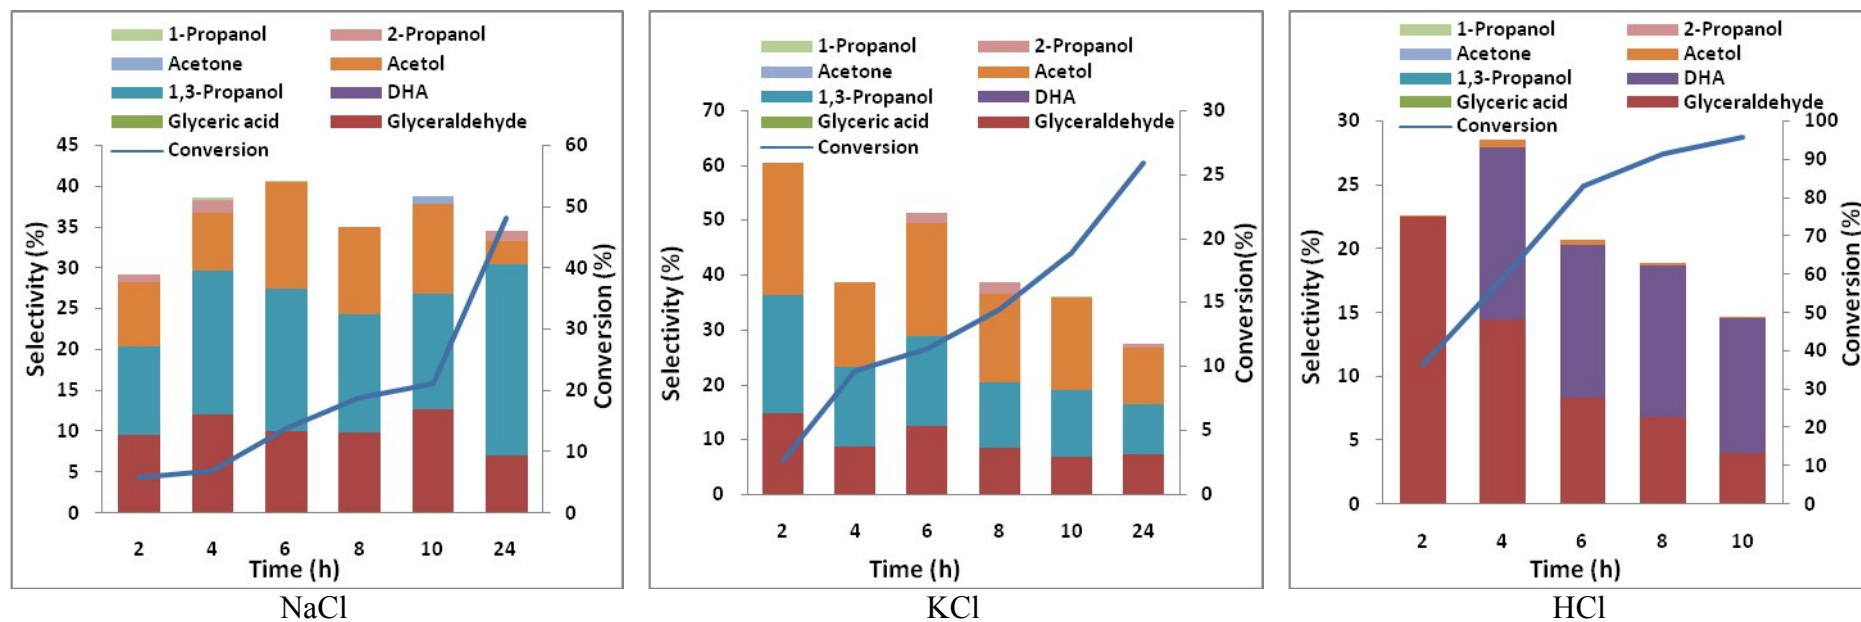 1-Propanol 2-Propanol
Acetone Acetol
1,3-Propanol DHA
Glyceric acid Glyceraldehyde
Conversion
45
40
35
30
25
20
15
10
5
0
Selectivity (%)
60
50
40
30
20
10
0
Conversion (%)
2 4 6 8 10 24
Time (h)
NaCl
1-Propanol 2-Propanol
Acetone Acetol
1,3-Propanol DHA
Glyceric acid Glyceraldehyde
Conversion
70
60
50
40
30
20
10
0
Selectivity (%)
30
25
20
15
10
5
0
Conversion(%)
2 4 6 8 10 24
Time (h)
KCl
1-Propanol 2-Propanol
Acetone Acetol
1,3-Propanol DHA
Glyceric acid Glyceraldehyde
Conversion
30
25
20
15
10
5
0
Selectivity (%)
100
90
80
70
60
50
40
30
20
10
0
Conversion (%)
2 4 6 8 10
Time (h)
HCl